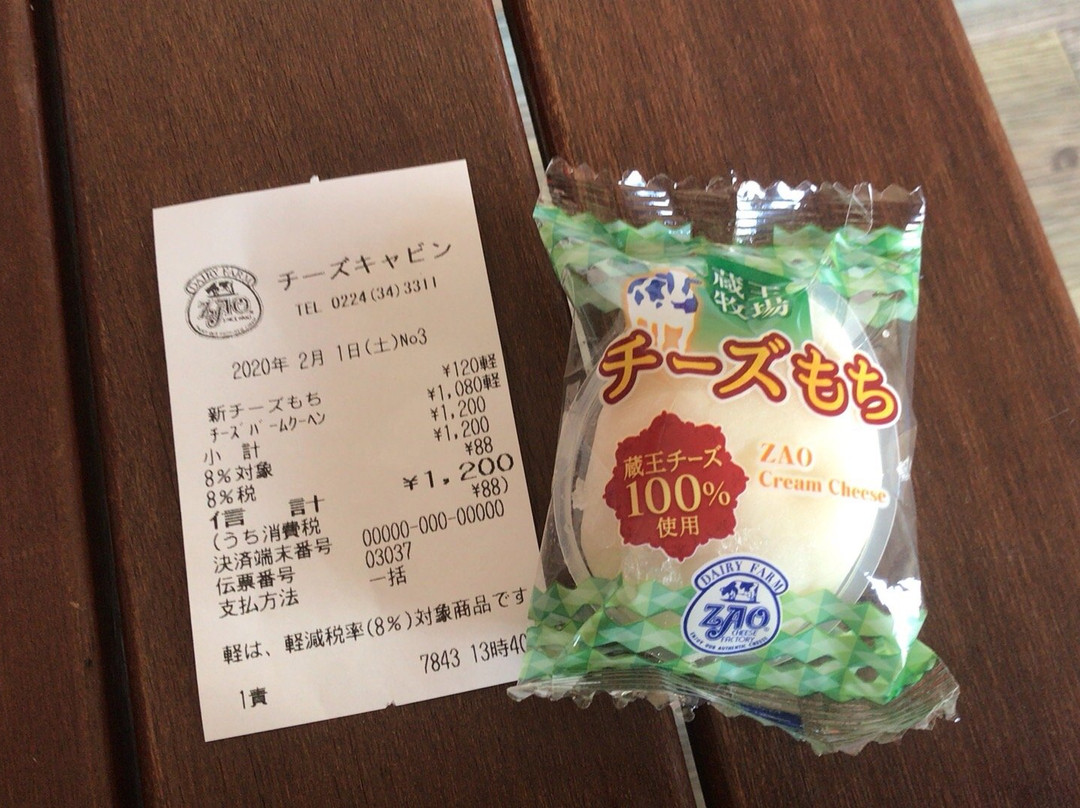 DAIRY FARM
ZAO
チーズキャビン
TEL 0224(34)3311
2020年 2月 1日(土)No3
新チーズもち ¥120軽
チーズバームクーヘン ¥1,080軽
小 計 ¥1,200
8%対象 ¥1,200
8%税 ¥88
信 計 ¥1,200
(うち消費税 ¥88)
決済端末番号 00000-000-00000
伝票番号 03037
支払方法 一括
軽は、軽減税率(8%)対象商品です
7843 13時40
1責
蔵王
牧場
チーズもち
蔵王チーズ
100%
使用
ZAO
Cream Cheese
DAIRY FARM
ZAO
CHEESE
FACTORY
ENJOY OUR AUTHENTIC CHEESE